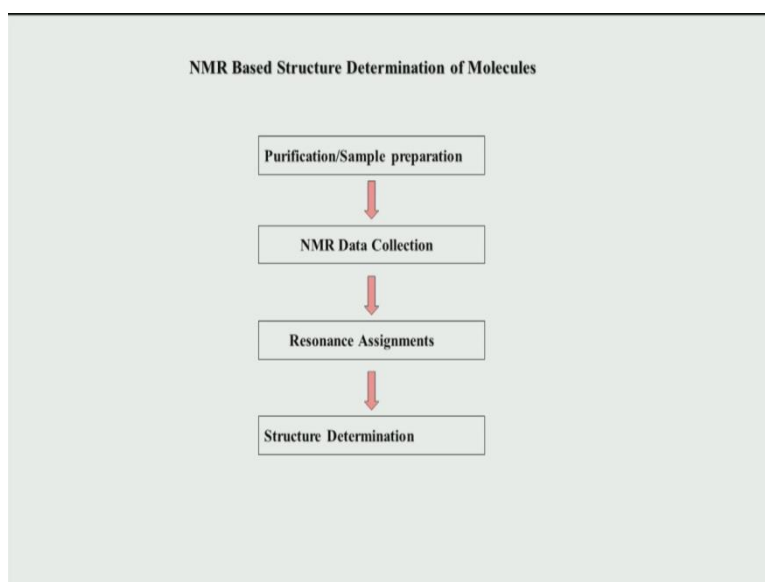 NMR Based Structure Determination of Molecules
Purification/Sample preparation
NMR Data Collection
Resonance Assignments
Structure Determination